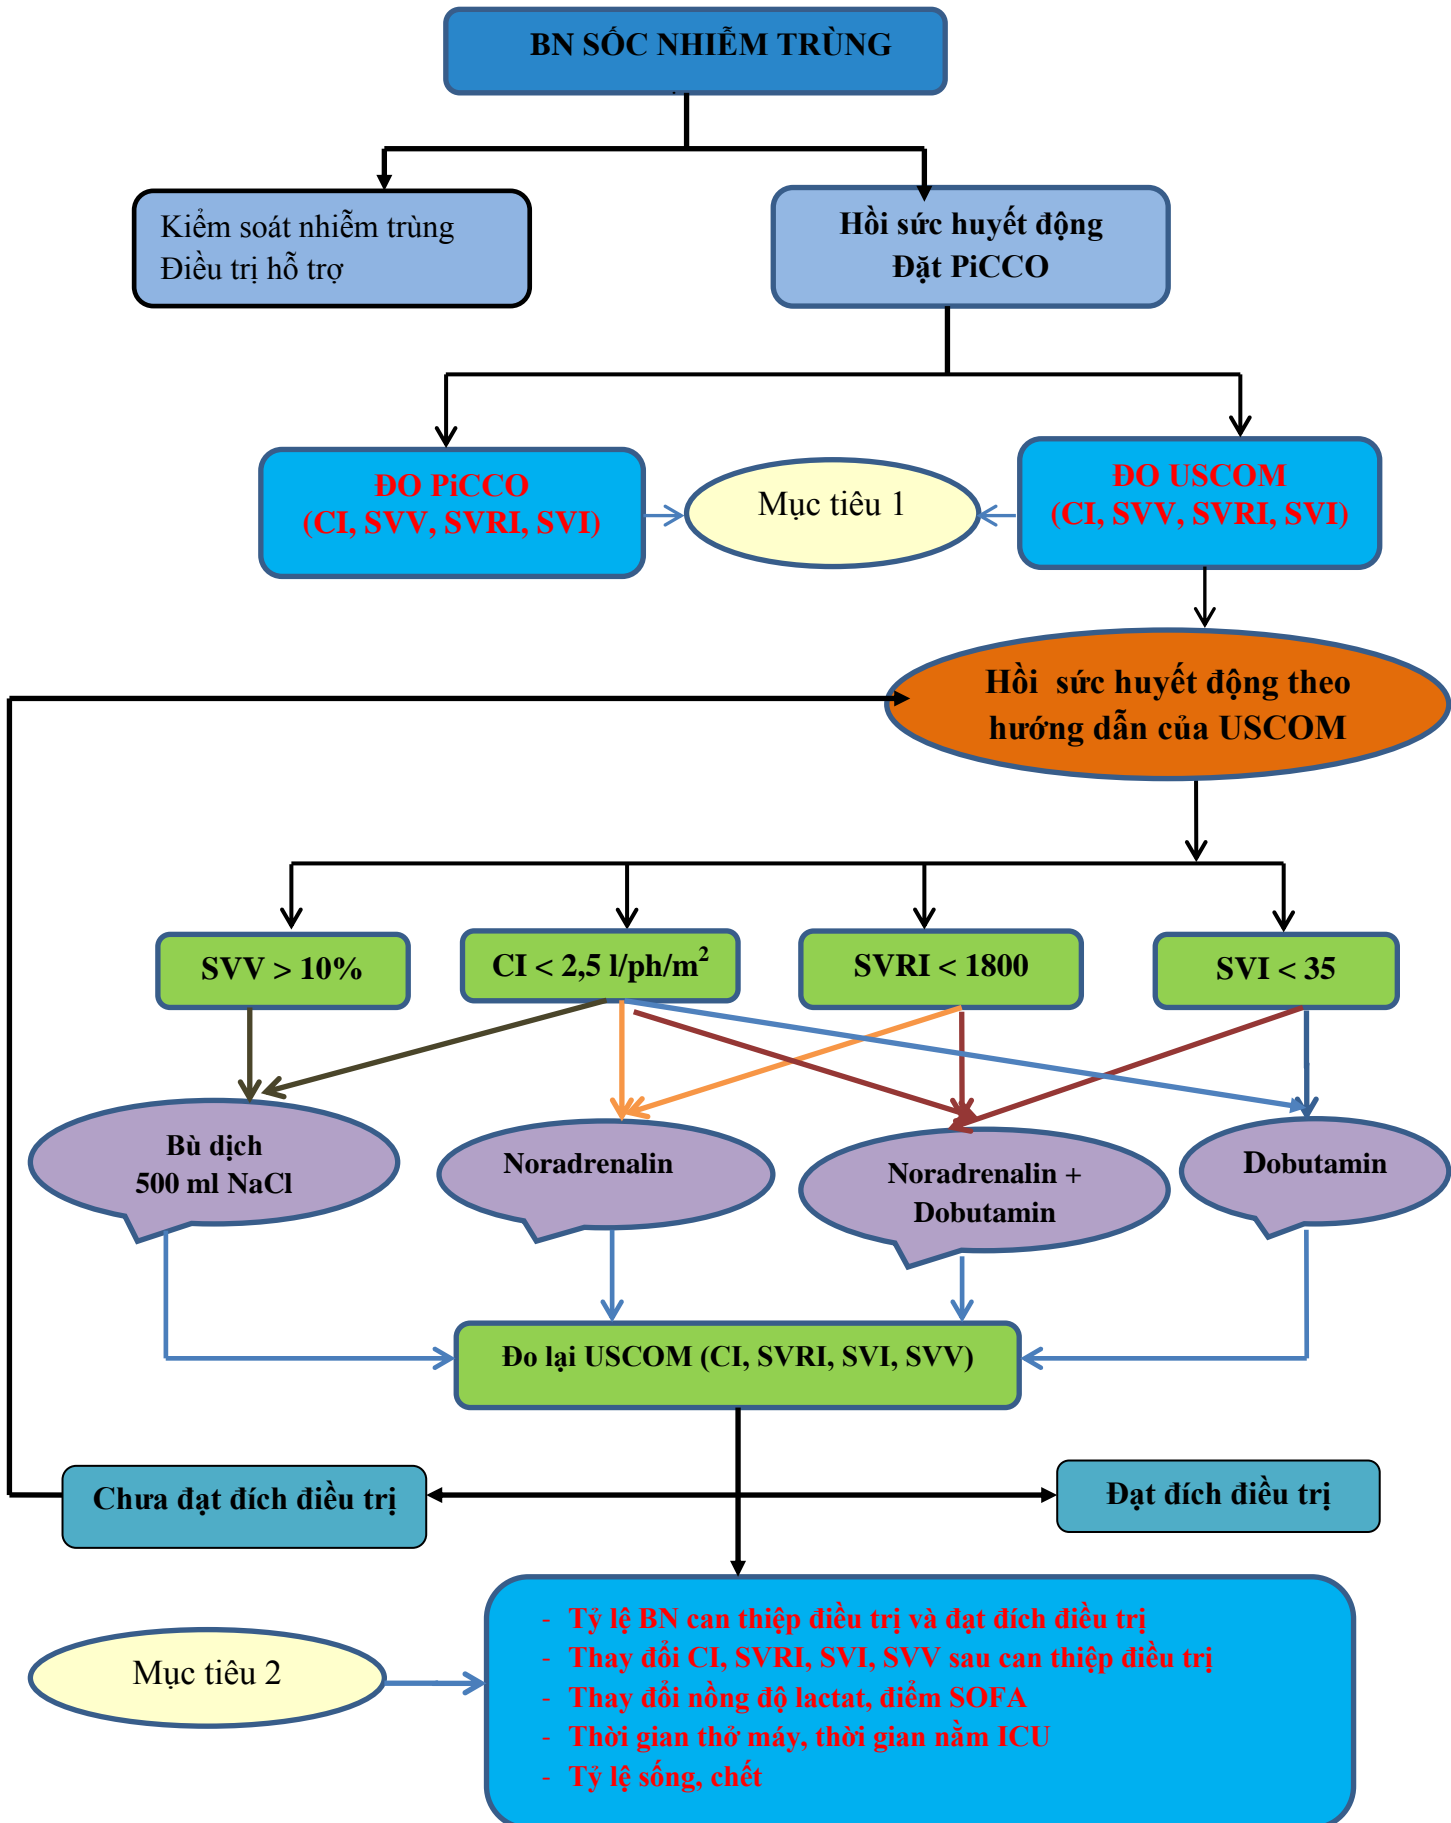 BN SỐC NHIỄM TRÙNG
Kiểm soát nhiễm trùng
Điều trị hỗ trợ
Hồi sức huyết động
Đặt PiCCO
ĐO PiCCO
(CI, SVV, SVRI, SVI)
Mục tiêu 1
ĐO USCOM
(CI, SVV, SVRI, SVI)
Hồi sức huyết động theo
hướng dẫn của USCOM
SVV > 10%
CI < 2,5 l/ph/m²
SVRI < 1800
SVI < 35
Bù dịch
500 ml NaCl
Noradrenalin
Noradrenalin +
Dobutamin
Dobutamin
Đo lại USCOM (CI, SVRI, SVI, SVV)
Chưa đạt đích điều trị
Đạt đích điều trị
Mục tiêu 2
- Tỷ lệ BN can thiệp điều trị và đạt đích điều trị
- Thay đổi CI, SVRI, SVI, SVV sau can thiệp điều trị
- Thay đổi nồng độ lactat, điểm SOFA
- Thời gian thở máy, thời gian nằm ICU
- Tỷ lệ sống, chết